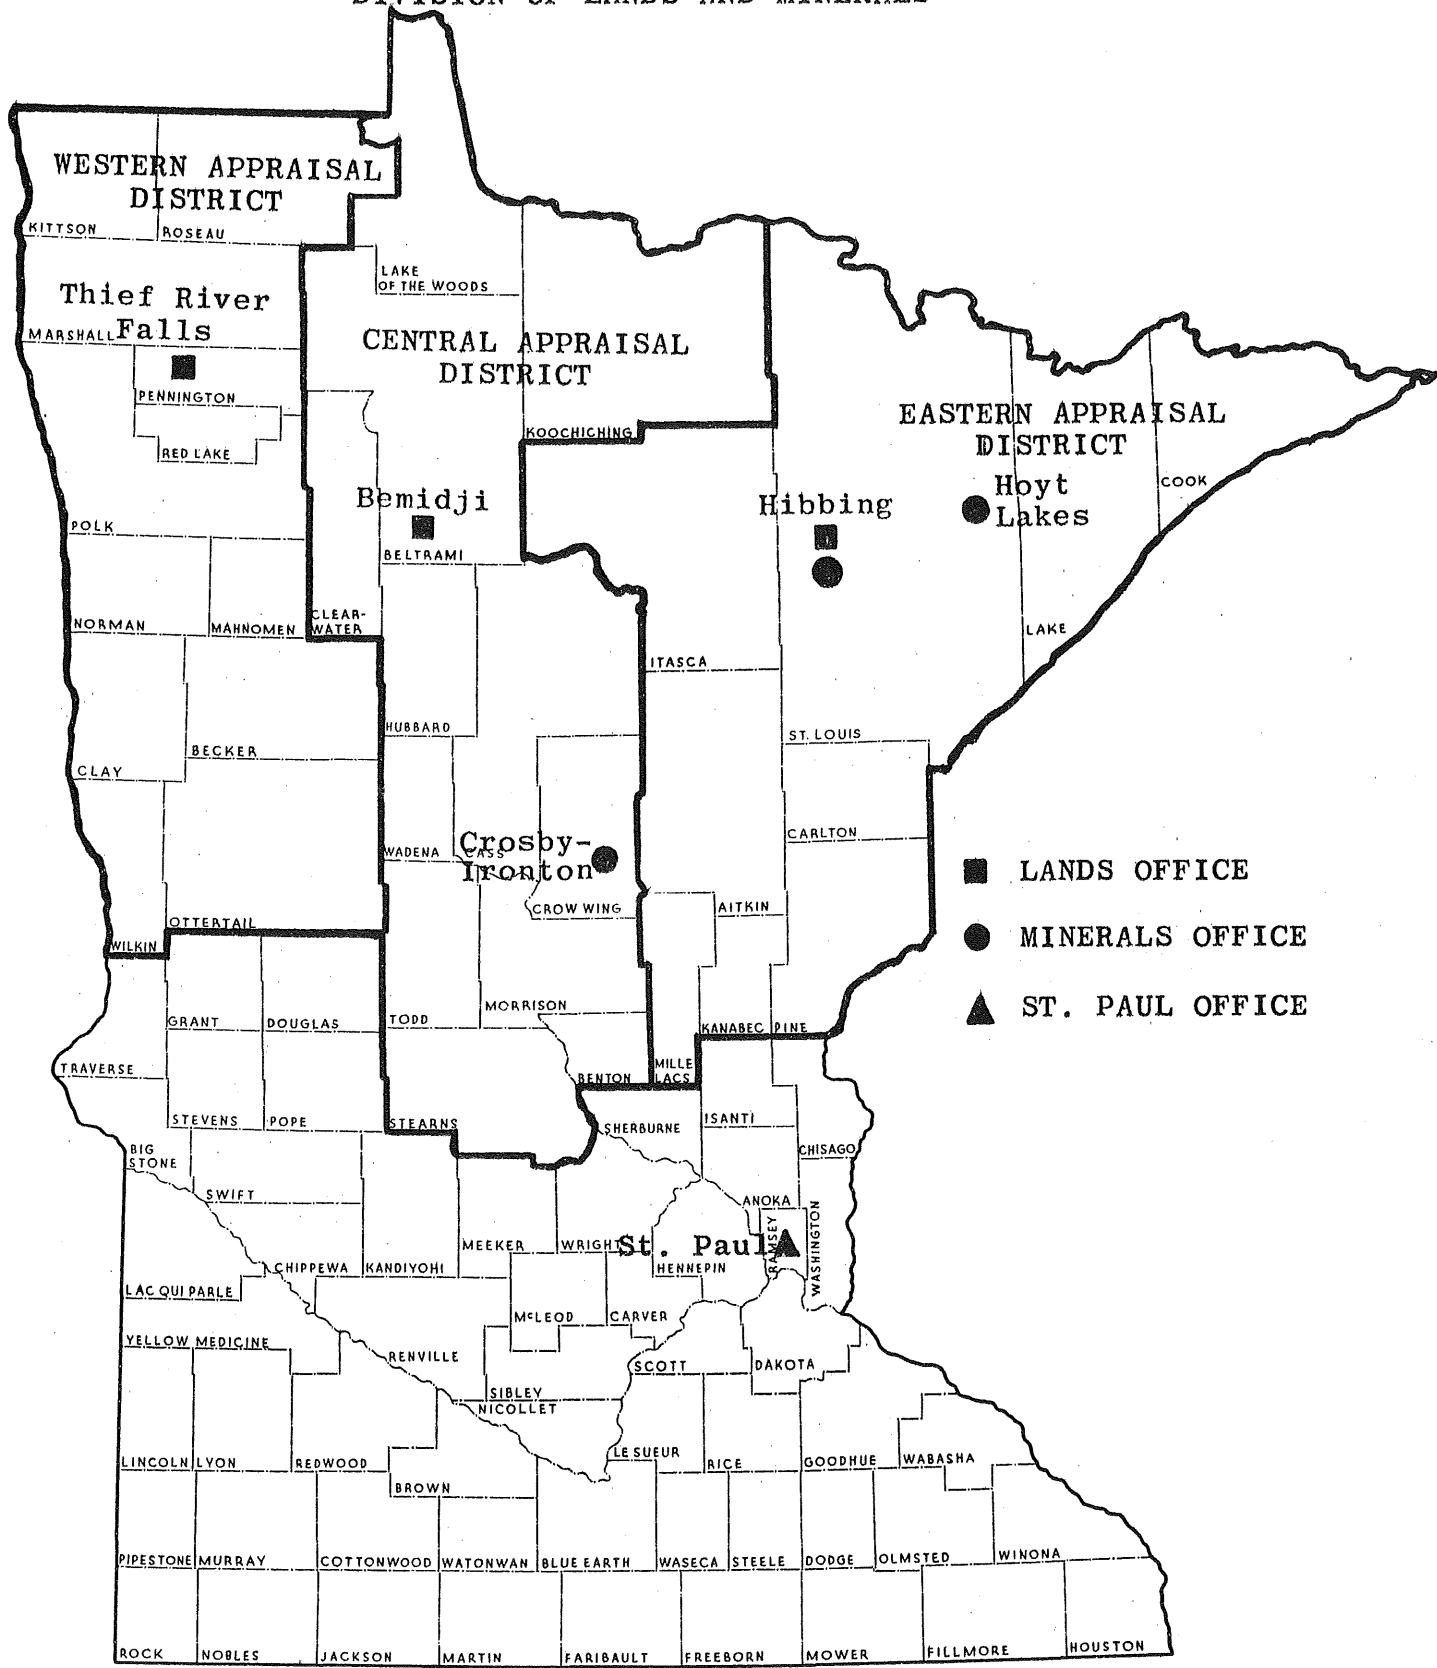 DIVISION OF LANDS AND MINERALS
WESTERN APPRAISAL
DISTRICT
KITTSON
ROSEAU
LAKE
OF THE WOODS
Thief River
Falls
MARSHALL
CENTRAL APPRAISAL
DISTRICT
PENNINGTON
RED LAKE
KOOCHICHING
EASTERN APPRAISAL
DISTRICT
COOK
Bemidji
Hibbing
Hoyt
Lakes
POLK
BELTRAMI
NORMAN
MAHNOMEN
CLEAR-
WATER
LAKE
ITASCA
HUBBARD
ST. LOUIS
BECKER
CLAY
CARLTON
WADENA
CASS
Crosby-
Ironton
LANDS OFFICE
CROW WING
AITKIN
OTTERTAIL
WILKIN
MINERALS OFFICE
MORRISON
ST. PAUL OFFICE
GRANT
DOUGLAS
TODD
KANABEC
PINE
TRAVERSE
BENTON
MILLE
LACS
STEVENS
POPE
STEARNS
SHERBURNE
ISANTI
BIG
STONE
CHISAGO
SWIFT
ANOKA
RAMSEY
WASHINGTON
MEEKER
WRIGHT
St. Paul
CHIPPEWA
KANDIYOHI
HENNEPIN
LAC QUI PARLE
McLEOD
CARVER
YELLOW MEDICINE
RENVILLE
SCOTT
DAKOTA
SIBLEY
NICOLLET
LINCOLN
LYON
REDWOOD
LE SUEUR
RICE
GOODHUE
WABASHA
BROWN
PIPESTONE
MURRAY
COTTONWOOD
WATONWAN
BLUE EARTH
WASECA
STEELE
DODGE
OLMSTED
WINONA
ROCK
NOBLES
JACKSON
MARTIN
FARIBAULT
FREEBORN
MOWER
FILLMORE
HOUSTON